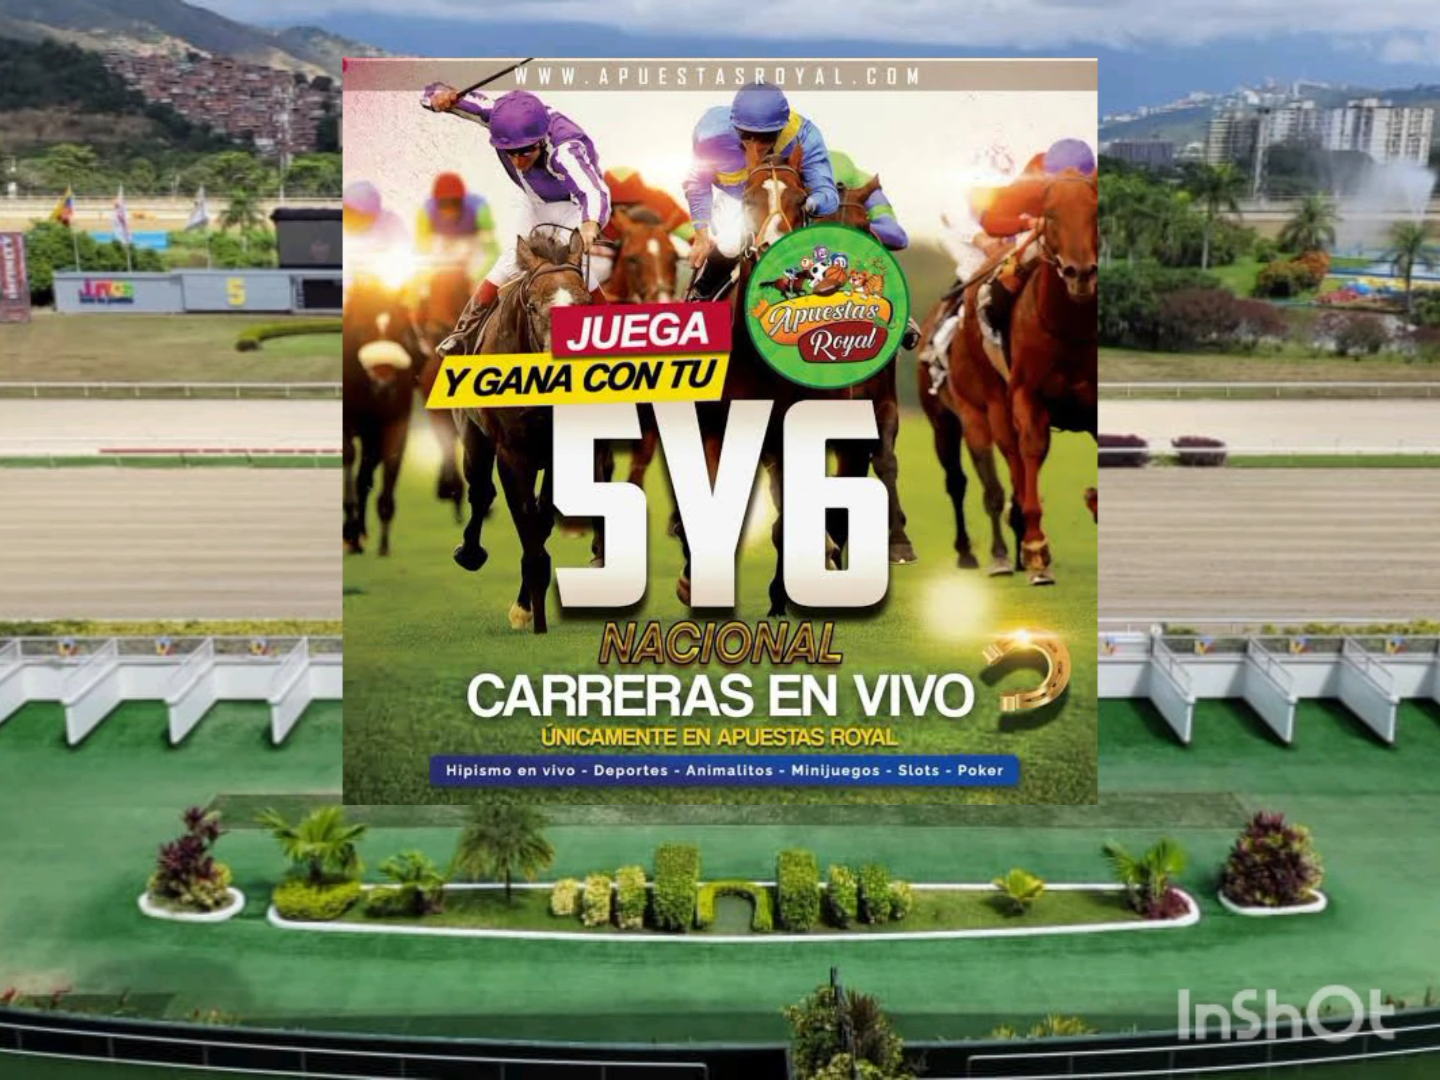 WWW.APUESTASROYAL.COM
Apuestas
Royal
JUEGA
Y GANA CON TU
5Y6
NACIONAL
CARRERAS EN VIVO
ÚNICAMENTE EN APUESTAS ROYAL
Hipismo en vivo - Deportes - Animalitos - Minijuegos - Slots - Poker
5
InShOt